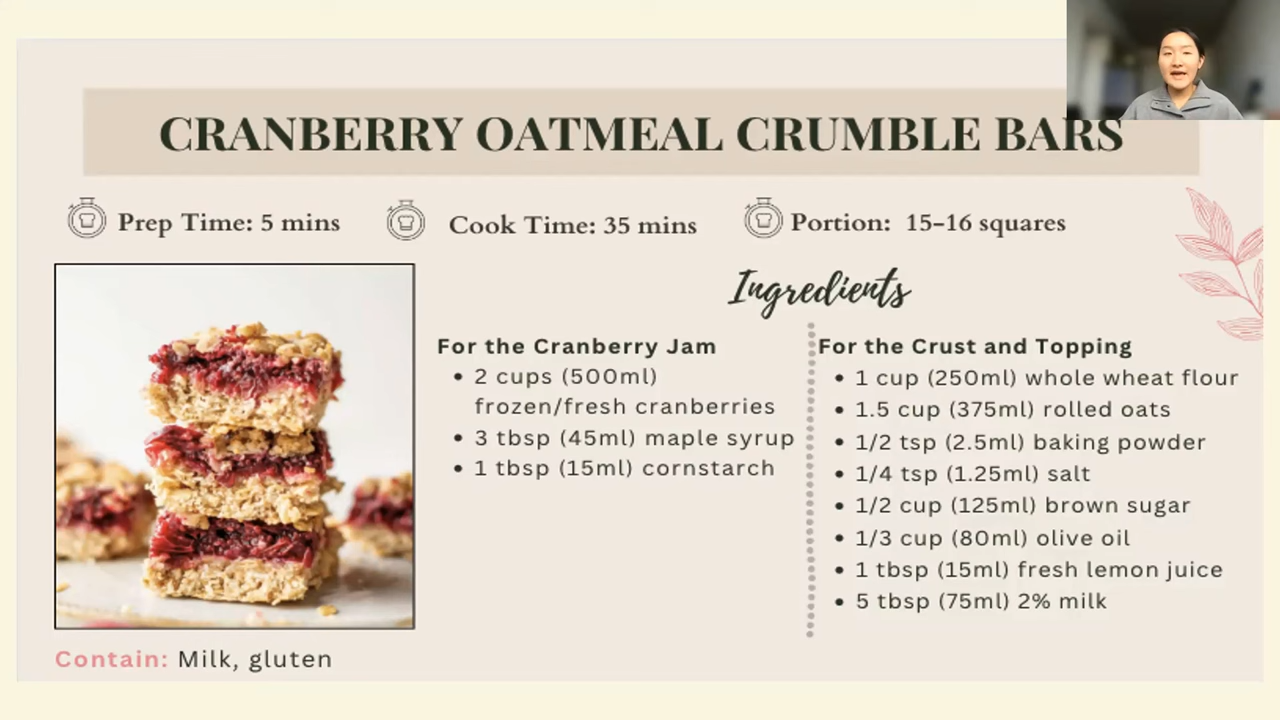 CRANBERRY OATMEAL CRUMBLE BARS
Prep Time: 5 mins
Cook Time: 35 mins
Portion: 15-16 squares
Ingredients
For the Cranberry Jam
• 2 cups (500ml)
frozen/fresh cranberries
• 3 tbsp (45ml) maple syrup
• 1 tbsp (15ml) cornstarch
For the Crust and Topping
• 1 cup (250ml) whole wheat flour
• 1.5 cup (375ml) rolled oats
• 1/2 tsp (2.5ml) baking powder
• 1/4 tsp (1.25ml) salt
• 1/2 cup (125ml) brown sugar
• 1/3 cup (80ml) olive oil
• 1 tbsp (15ml) fresh lemon juice
• 5 tbsp (75ml) 2% milk
Contain: Milk, gluten